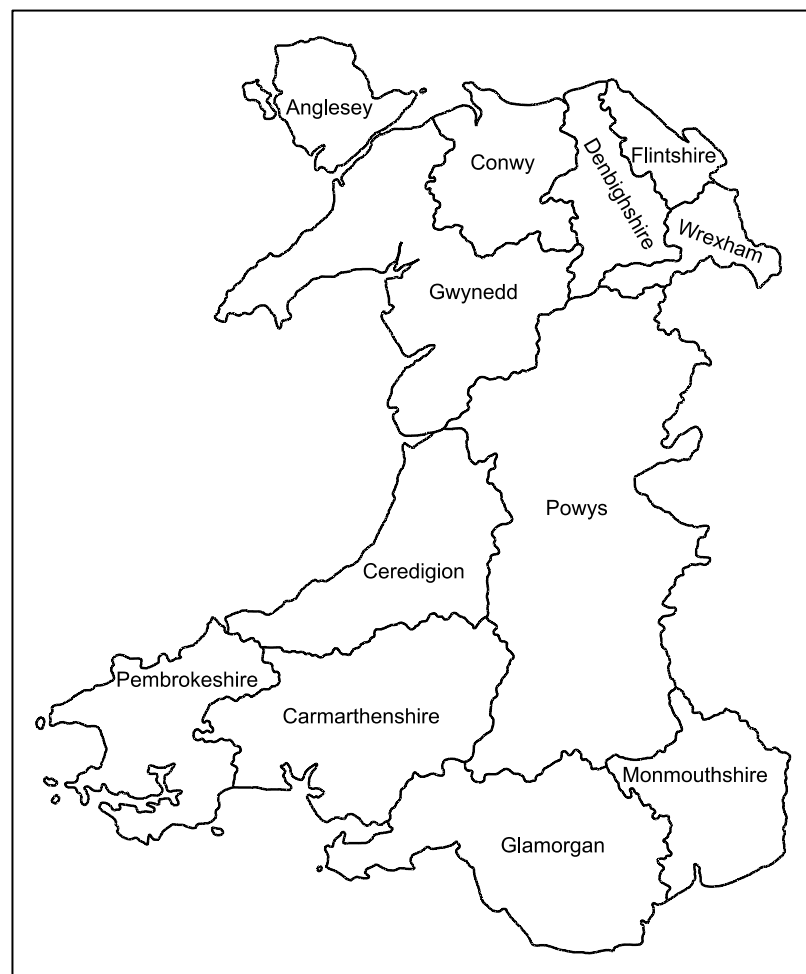 Anglesey
Conwy
Denbighshire
Flintshire
Wrexham
Gwynedd
Powys
Ceredigion
Pembrokeshire
Carmarthenshire
Monmouthshire
Glamorgan